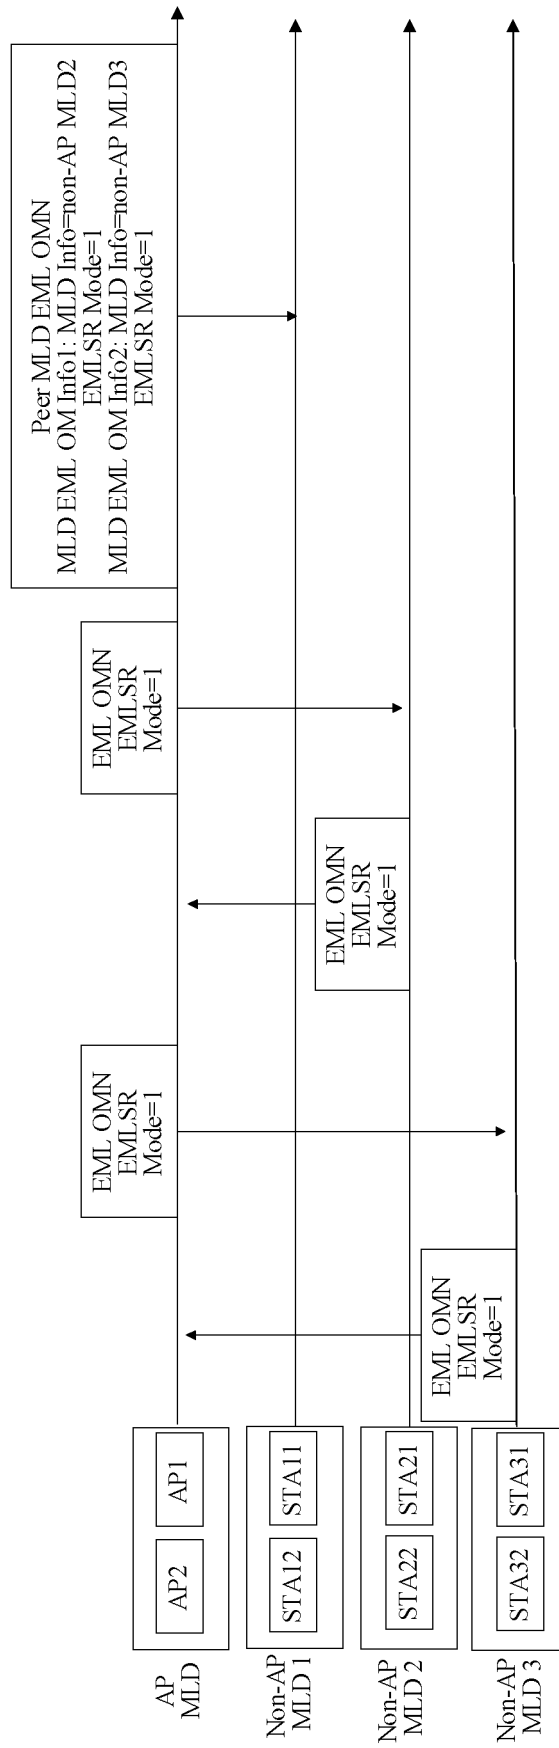 Peer MLD EML OMN
MLD EML OM Info1: MLD Info=non-AP MLD2
EMLSR Mode=1
MLD EML OM Info2: MLD Info=non-AP MLD3
EMLSR Mode=1
EML OMN
EMLSR
Mode=1
EML OMN
EMLSR
Mode=1
EML OMN
EMLSR
Mode=1
EML OMN
EMLSR
Mode=1
AP
MLD
AP2
AP1
Non-AP
MLD 1
STA12
STA11
Non-AP
MLD 2
STA22
STA21
Non-AP
MLD 3
STA32
STA31